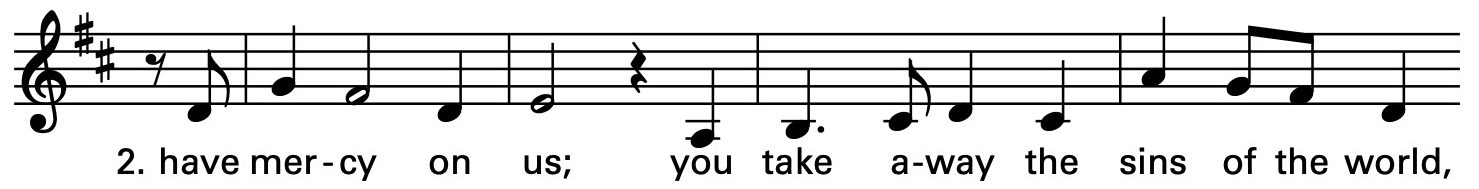 2. have mer-cy on us; you take a-way the sins of the world,